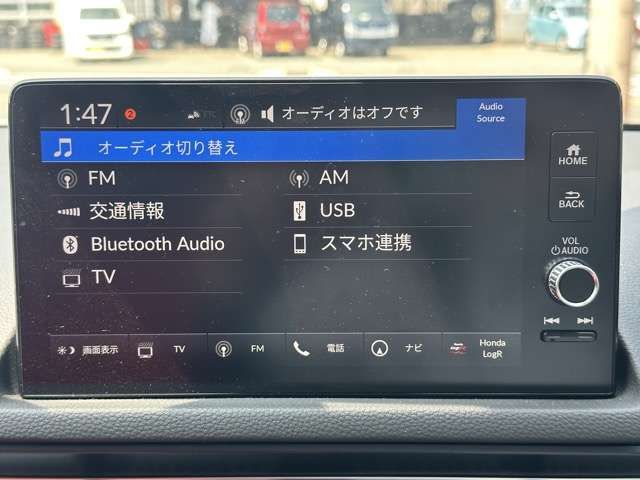 1:47 2 ETC オーディオはオフです Audio
Source
オーディオ切り替え
HOME
FM AM
交通情報 USB
BACK
Bluetooth Audio スマホ連携
VOL
AUDIO
TV
画面表示 TV FM 電話 ナビ Honda
LogR